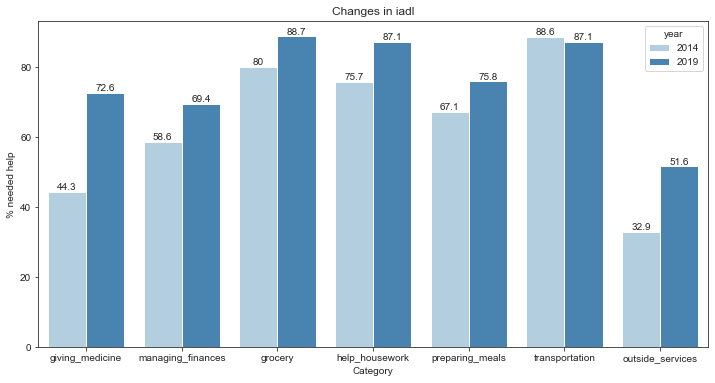 Changes in iadl
% needed help
80
60
40
20
0
44.3
72.6
58.6
69.4
80
88.7
75.7
87.1
67.1
75.8
88.6
87.1
32.9
51.6
year
2014
2019
giving_medicine
managing_finances
grocery
help_housework
preparing_meals
transportation
outside_services
Category